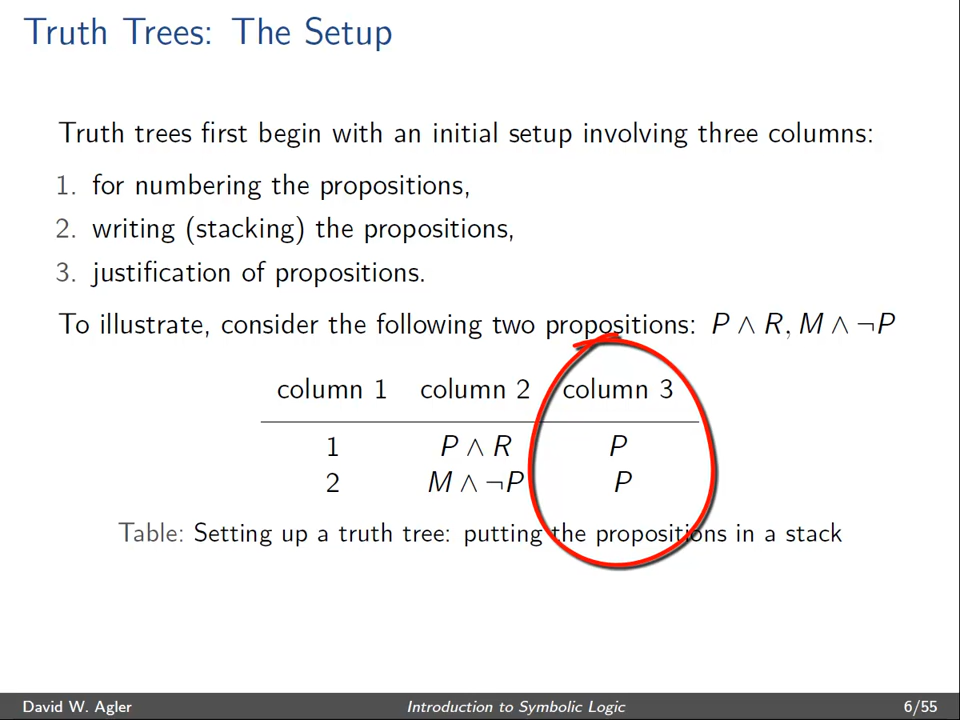 Truth Trees: The Setup
Truth trees first begin with an initial setup involving three columns:
1. for numbering the propositions,
2. writing (stacking) the propositions,
3. justification of propositions.
To illustrate, consider the following two propositions: P ∧ R, M ∧ ¬P
column 1 column 2 column 3
1 P ∧ R P
2 M ∧ ¬P P
Table: Setting up a truth tree: putting the propositions in a stack
David W. Agler Introduction to Symbolic Logic 6/55